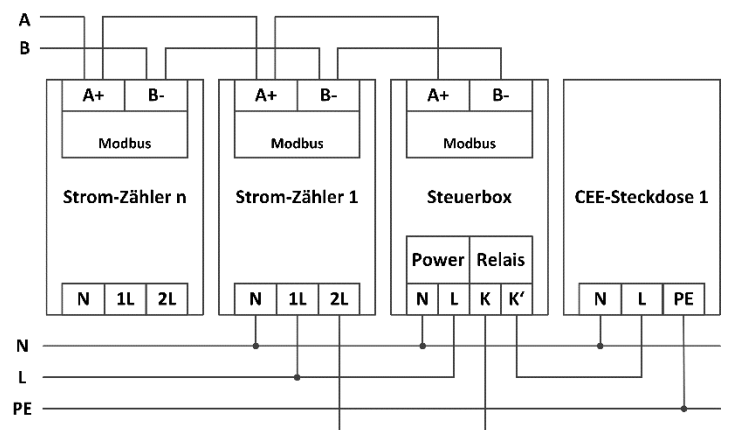 A
B
A+ B- A+ B- A+ B-
Modbus Modbus Modbus
Strom-Zähler n Strom-Zähler 1 Steuerbox CEE-Steckdose 1
Power Relais
N 1L 2L N 1L 2L N L K K‘ N L PE
N
L
PE